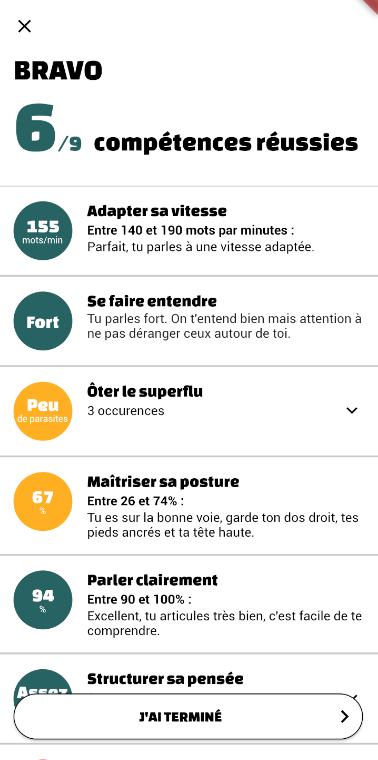 BRAVO
6/9 compétences réussies
155
mots/min
Adapter sa vitesse
Entre 140 et 190 mots par minutes :
Parfait, tu parles à une vitesse adaptée.
Fort
Se faire entendre
Tu parles fort. On t'entend bien mais attention à
ne pas déranger ceux autour de toi.
Peu
de parasites
Ôter le superflu
3 occurences
67
%
Maîtriser sa posture
Entre 26 et 74% :
Tu es sur la bonne voie, garde ton dos droit, tes
pieds ancrés et ta tête haute.
94
%
Parler clairement
Entre 90 et 100% :
Excellent, tu articules très bien, c'est facile de te
comprendre.
Assez
Structurer sa pensée
J'AI TERMINÉ